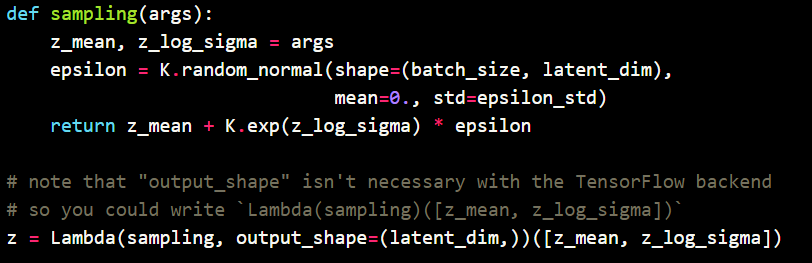 def sampling(args):
    z_mean, z_log_sigma = args
    epsilon = K.random_normal(shape=(batch_size, latent_dim),
                              mean=0., std=epsilon_std)
    return z_mean + K.exp(z_log_sigma) * epsilon

# note that "output_shape" isn't necessary with the TensorFlow backend
# so you could write `Lambda(sampling)([z_mean, z_log_sigma])`
z = Lambda(sampling, output_shape=(latent_dim,))([z_mean, z_log_sigma])